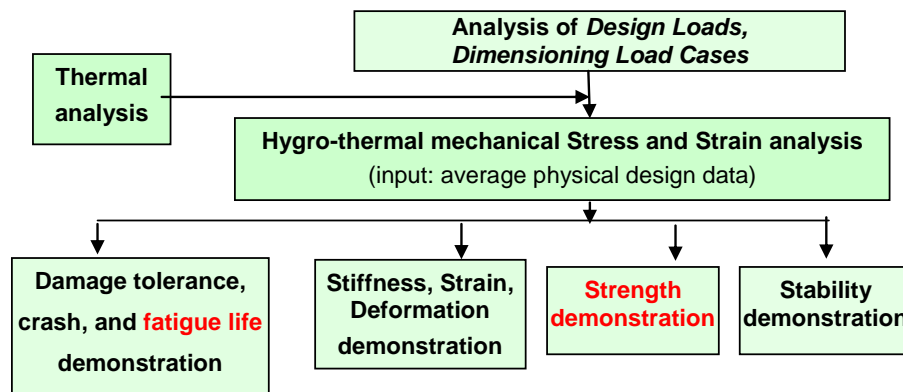 Analysis of Design Loads,
Dimensioning Load Cases
Thermal
analysis
Hygro-thermal mechanical Stress and Strain analysis
(input: average physical design data)
Damage tolerance,
crash, and fatigue life
demonstration
Stiffness, Strain,
Deformation
demonstration
Strength
demonstration
Stability
demonstration